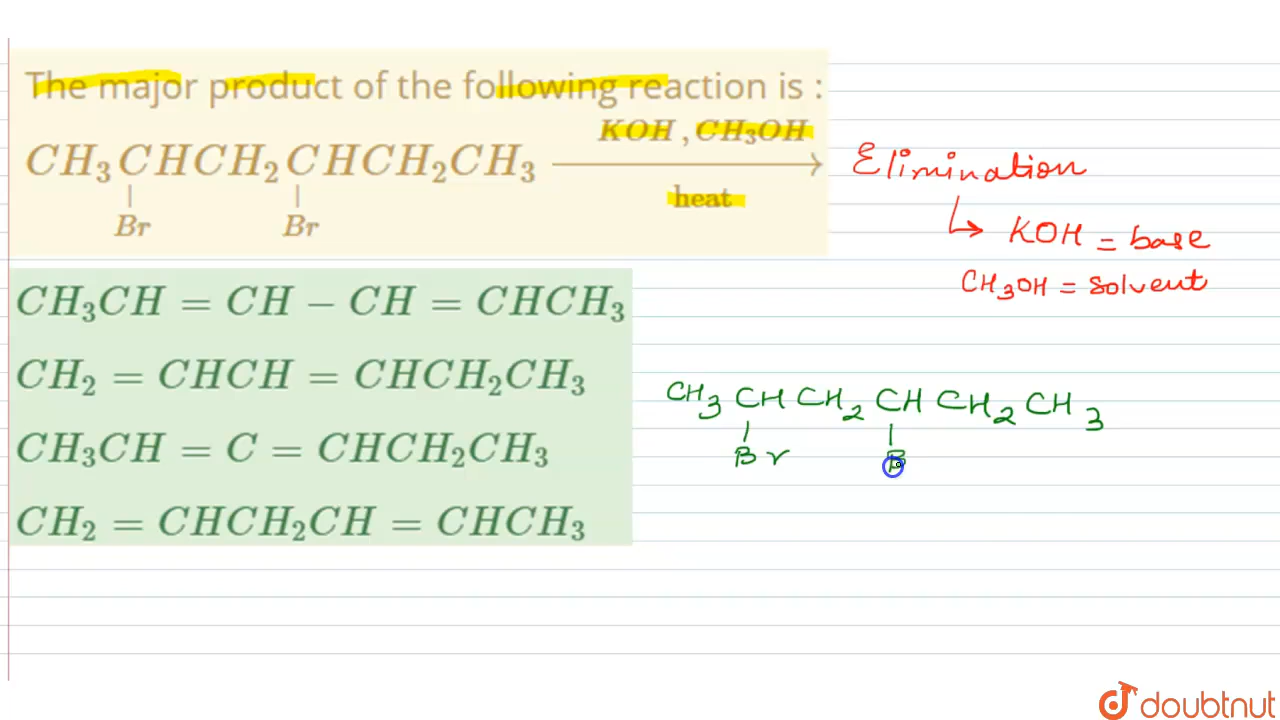 The major product of the following reaction is :
KOH , CH₃OH
CH₃CHCH₂CHCH₂CH₃
heat
Br Br
Elimination
KOH = base
CH₃OH = solvent
CH₃CH = CH − CH = CHCH₃
CH₂ = CHCH = CHCH₂CH₃
CH₃CH = C = CHCH₂CH₃
CH₂ = CHCH₂CH = CHCH₃
CH₃ CH CH₂ CH CH₂ CH₃
Br B
doubtnut